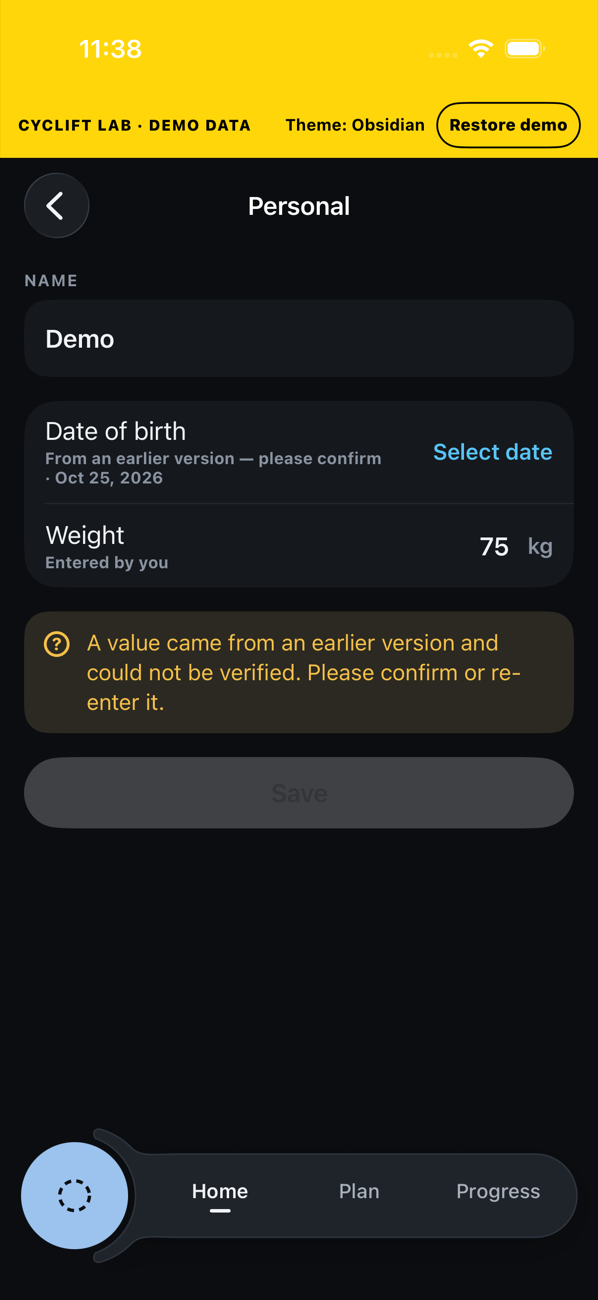 11:38
CYCLIFT LAB · DEMO DATA
Theme: Obsidian
Restore demo
Personal
NAME
Demo
Date of birth
From an earlier version — please confirm
· Oct 25, 2026
Select date
Weight
Entered by you
75 kg
A value came from an earlier version and
could not be verified. Please confirm or re-
enter it.
Save
Home
Plan
Progress